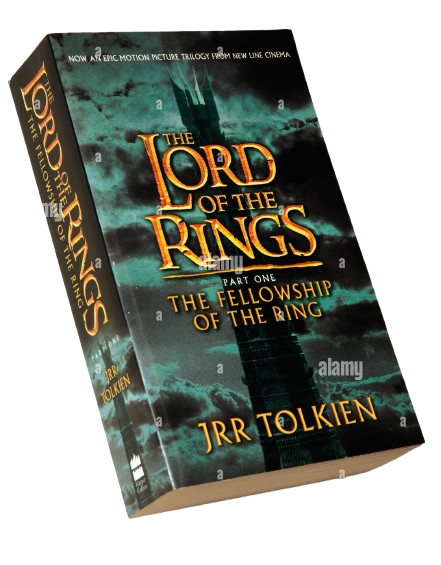 NOW AN EPIC MOTION PICTURE TRILOGY FROM NEW LINE CINEMA
THE
LORD
OF THE
RINGS
PART ONE
THE FELLOWSHIP
OF THE RING
JRR TOLKIEN
THE
LORD
OF THE
RINGS
THE FELLOWSHIP OF THE RING
PART ONE
JRR
TOLKIEN
alamy
alamy
alamy